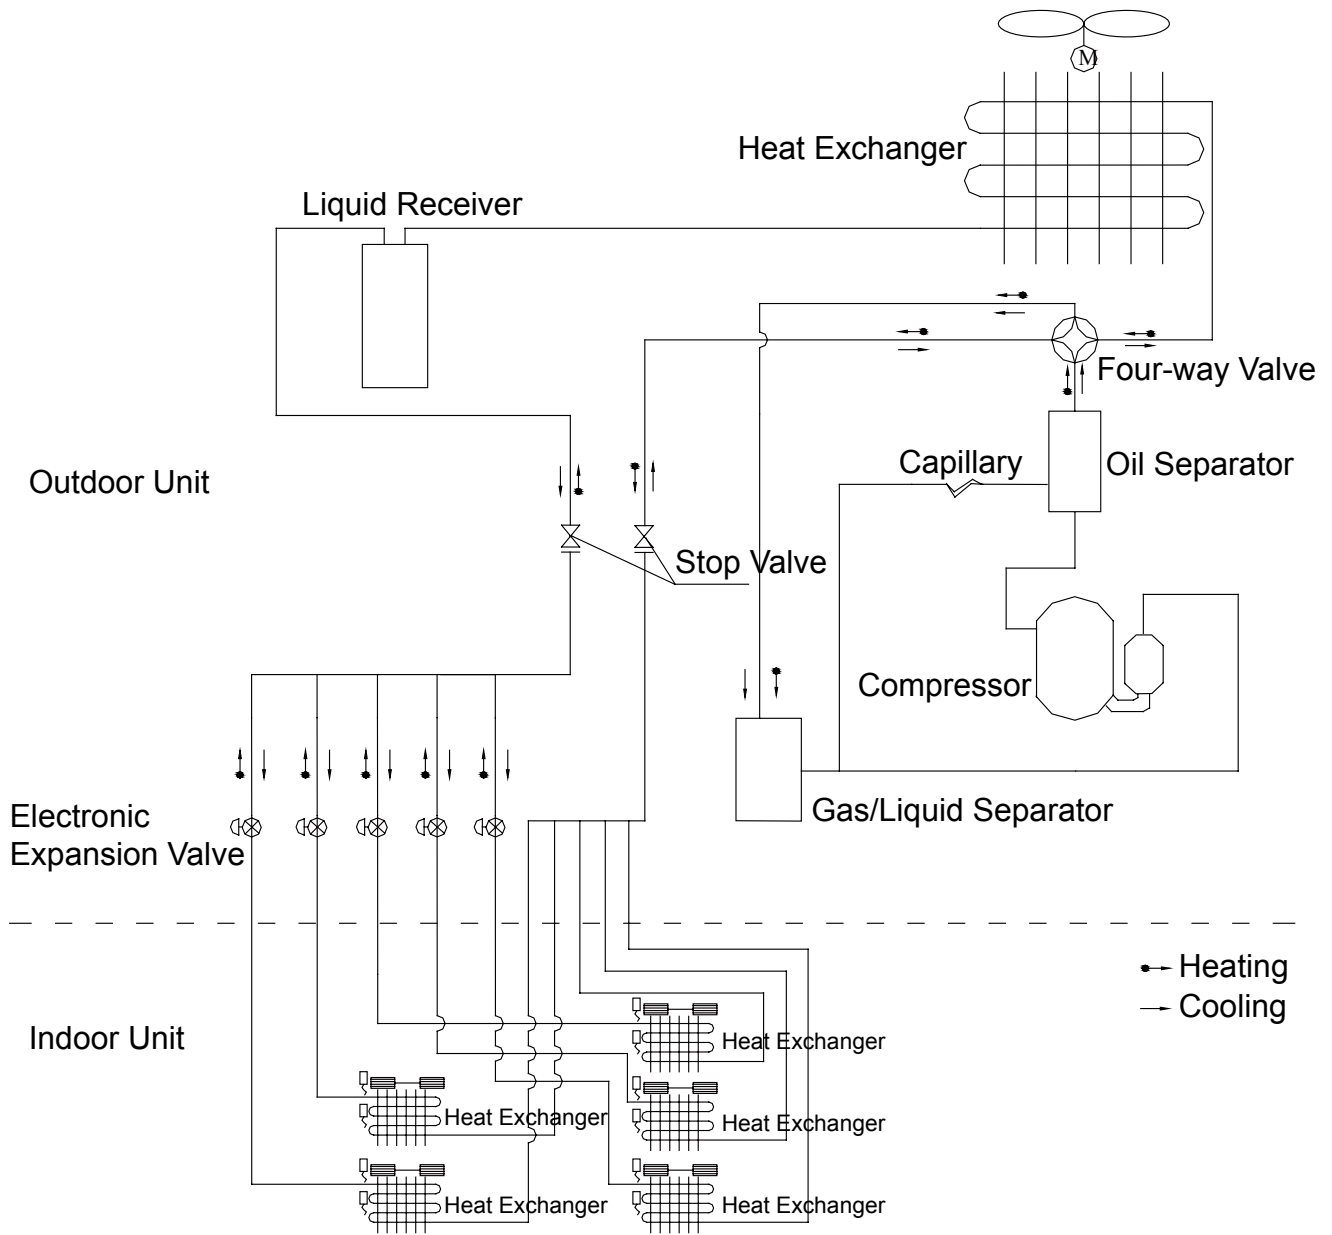 M
Heat Exchanger
Liquid Receiver
Four-way Valve
Capillary
Oil Separator
Outdoor Unit
Stop Valve
Compressor
Gas/Liquid Separator
Electronic
Expansion Valve
Heating
Cooling
Indoor Unit
Heat Exchanger
Heat Exchanger
Heat Exchanger
Heat Exchanger
Heat Exchanger